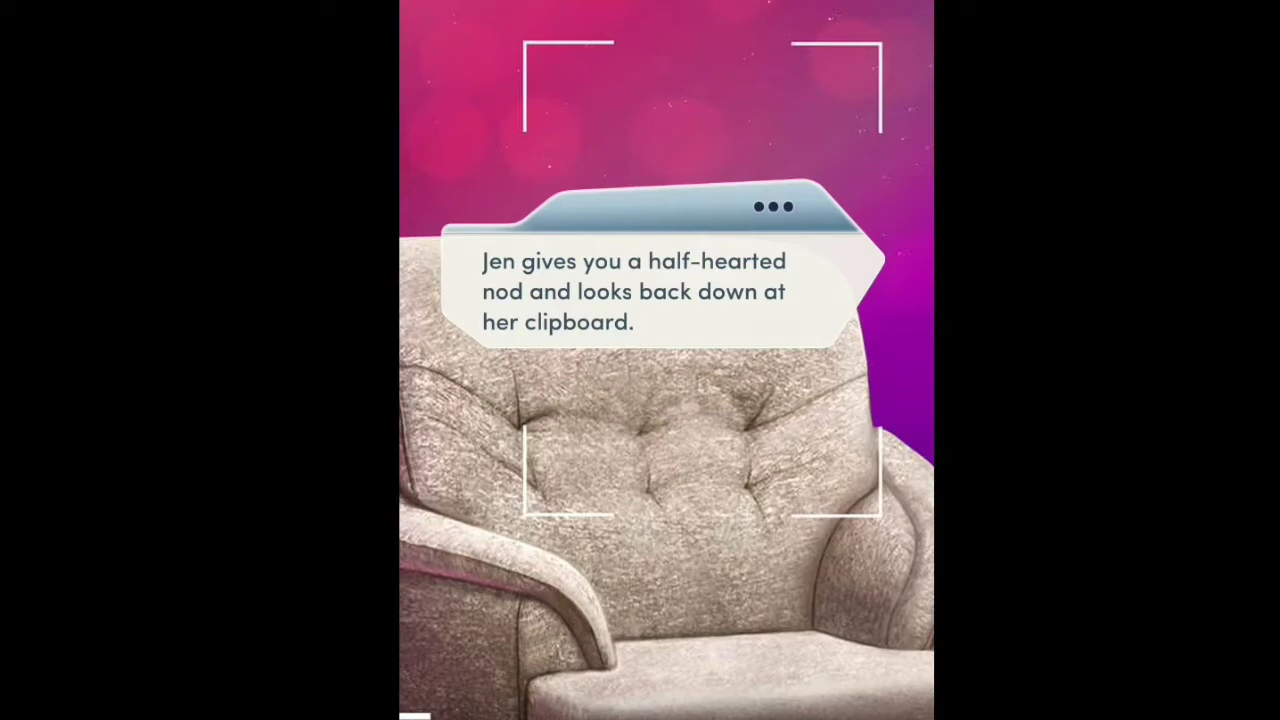 Jen gives you a half-hearted
nod and looks back down at
her clipboard.